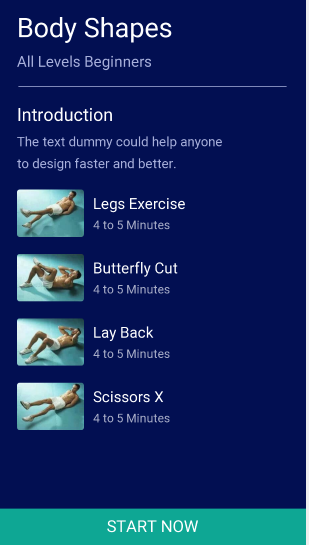 Body Shapes
All Levels Beginners
Introduction
The text dummy could help anyone
to design faster and better.
Legs Exercise
4 to 5 Minutes
Butterfly Cut
4 to 5 Minutes
Lay Back
4 to 5 Minutes
Scissors X
4 to 5 Minutes
START NOW